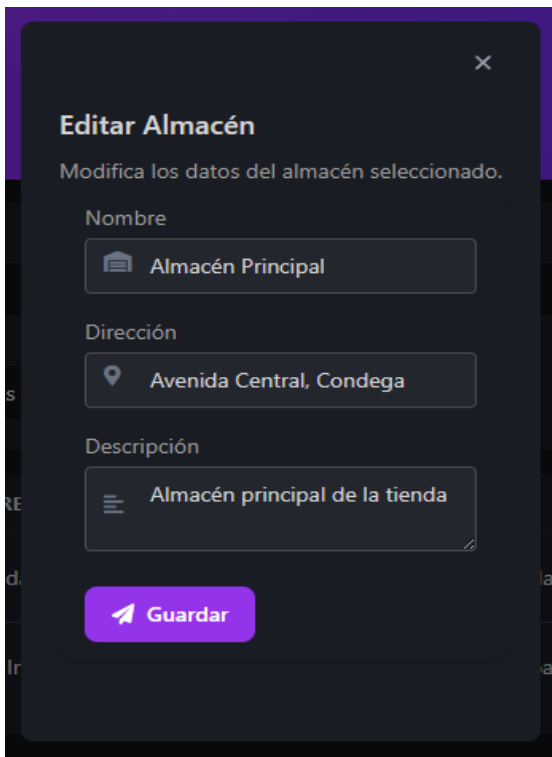 Editar Almacén
Modifica los datos del almacén seleccionado.
Nombre
Almacén Principal
Dirección
Avenida Central, Condega
Descripción
Almacén principal de la tienda
Guardar